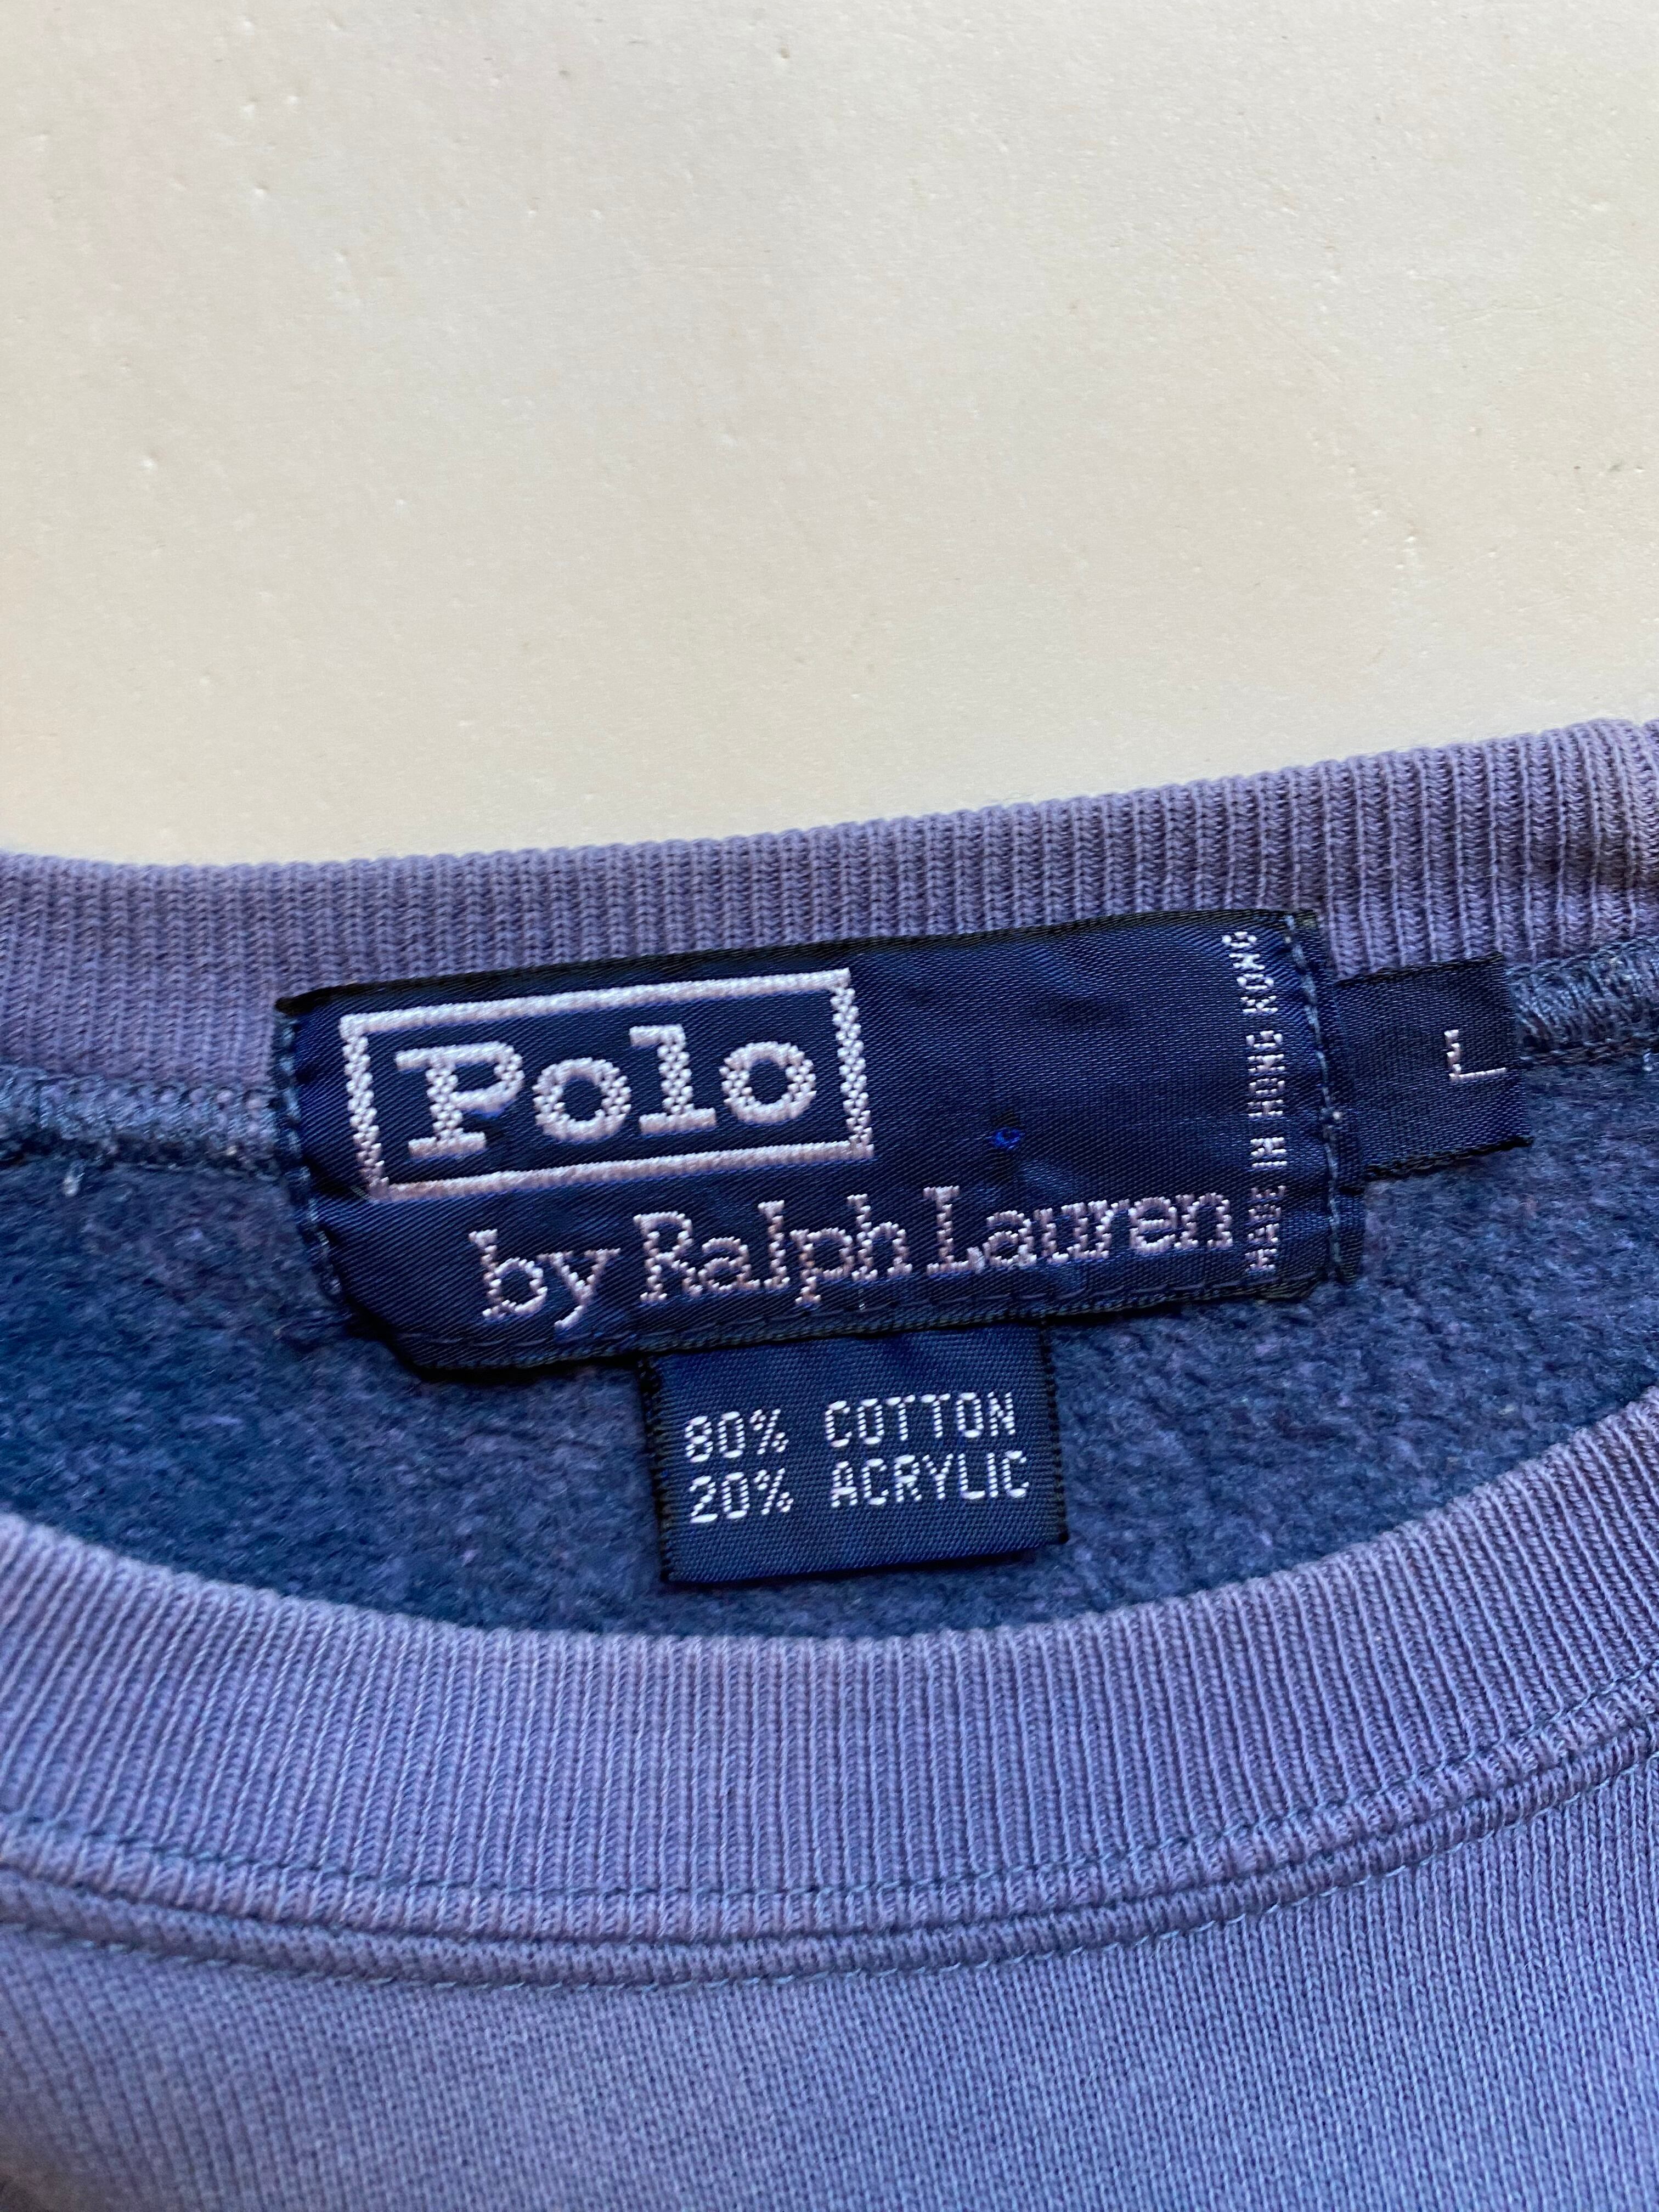 Polo
by Ralph Lauren
MADE IN HONG KONG
L
80% COTTON
20% ACRYLIC